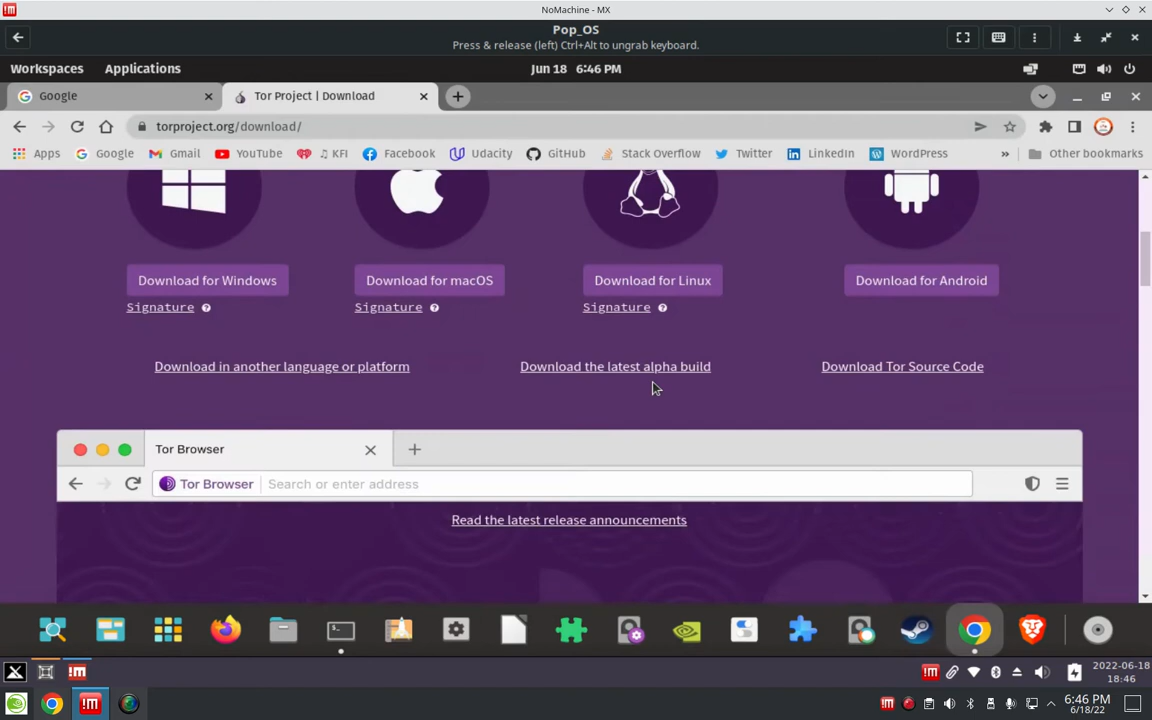 NoMachine - MX
Pop_OS
Press & release (left) Ctrl+Alt to ungrab keyboard.
Workspaces Applications Jun 18 6:46 PM
Google Tor Project | Download
torproject.org/download/
Apps Google Gmail YouTube ♫ KFI Facebook Udacity GitHub Stack Overflow Twitter LinkedIn WordPress » Other bookmarks
Download for Windows Download for macOS Download for Linux Download for Android
Signature Signature Signature
Download in another language or platform Download the latest alpha build Download Tor Source Code
Tor Browser
Tor Browser Search or enter address
Read the latest release announcements
2022-06-18
18:46
6:46 PM
6/18/22